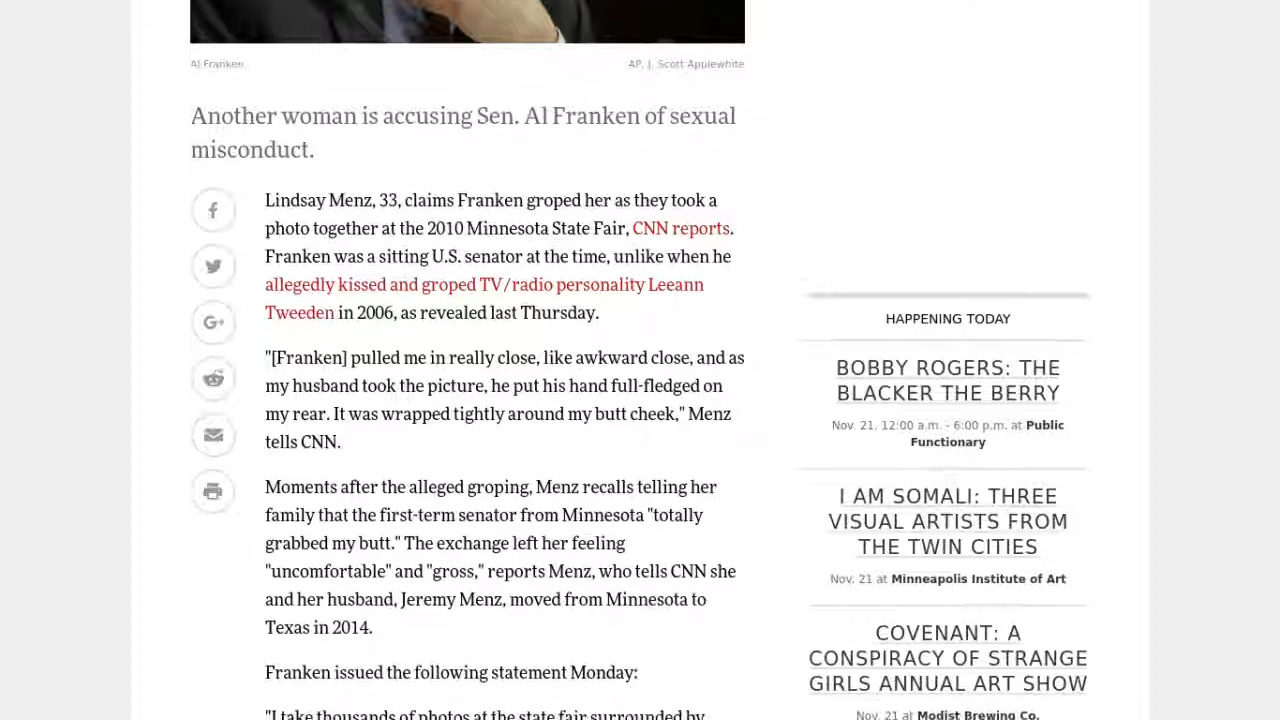 Al Franken
AP, J. Scott Applewhite
Another woman is accusing Sen. Al Franken of sexual
misconduct.
Lindsay Menz, 33, claims Franken groped her as they took a
photo together at the 2010 Minnesota State Fair, CNN reports.
Franken was a sitting U.S. senator at the time, unlike when he
allegedly kissed and groped TV/radio personality Leeann
Tweeden in 2006, as revealed last Thursday.
"[Franken] pulled me in really close, like awkward close, and as
my husband took the picture, he put his hand full-fledged on
my rear. It was wrapped tightly around my butt cheek," Menz
tells CNN.
Moments after the alleged groping, Menz recalls telling her
family that the first-term senator from Minnesota "totally
grabbed my butt." The exchange left her feeling
"uncomfortable" and "gross," reports Menz, who tells CNN she
and her husband, Jeremy Menz, moved from Minnesota to
Texas in 2014.
Franken issued the following statement Monday:
"I take thousands of photos at the state fair surrounded by
HAPPENING TODAY
BOBBY ROGERS: THE
BLACKER THE BERRY
Nov. 21, 12:00 a.m. - 6:00 p.m. at Public
Functionary
I AM SOMALI: THREE
VISUAL ARTISTS FROM
THE TWIN CITIES
Nov. 21 at Minneapolis Institute of Art
COVENANT: A
CONSPIRACY OF STRANGE
GIRLS ANNUAL ART SHOW
Nov. 21 at Modist Brewing Co.